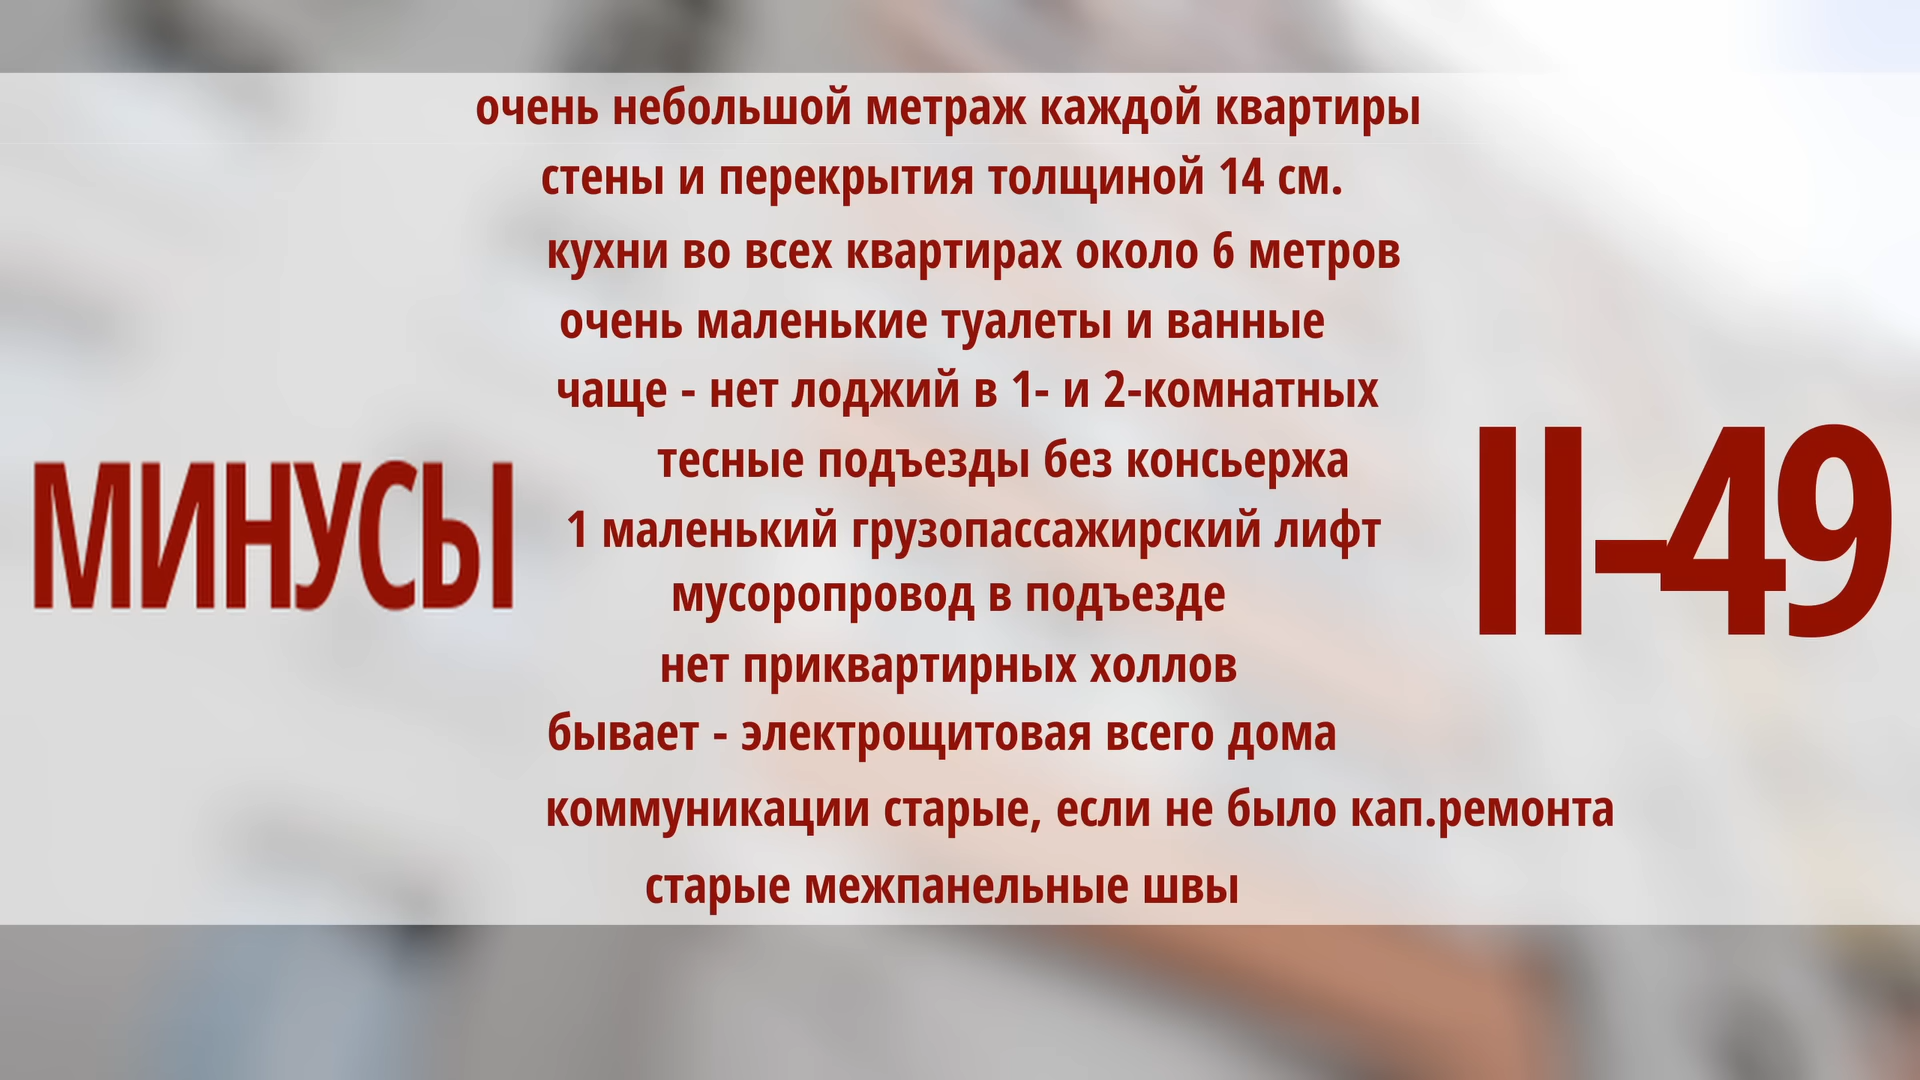 очень небольшой метраж каждой квартиры
стены и перекрытия толщиной 14 см.
кухни во всех квартирах около 6 метров
очень маленькие туалеты и ванные
чаще - нет лоджий в 1- и 2-комнатных
тесные подъезды без консьержа
МИНУСЫ
1 маленький грузопассажирский лифт
II-49
мусоропровод в подъезде
нет приквартирных холлов
бывает - электрощитовая всего дома
коммуникации старые, если не было кап.ремонта
старые межпанельные швы